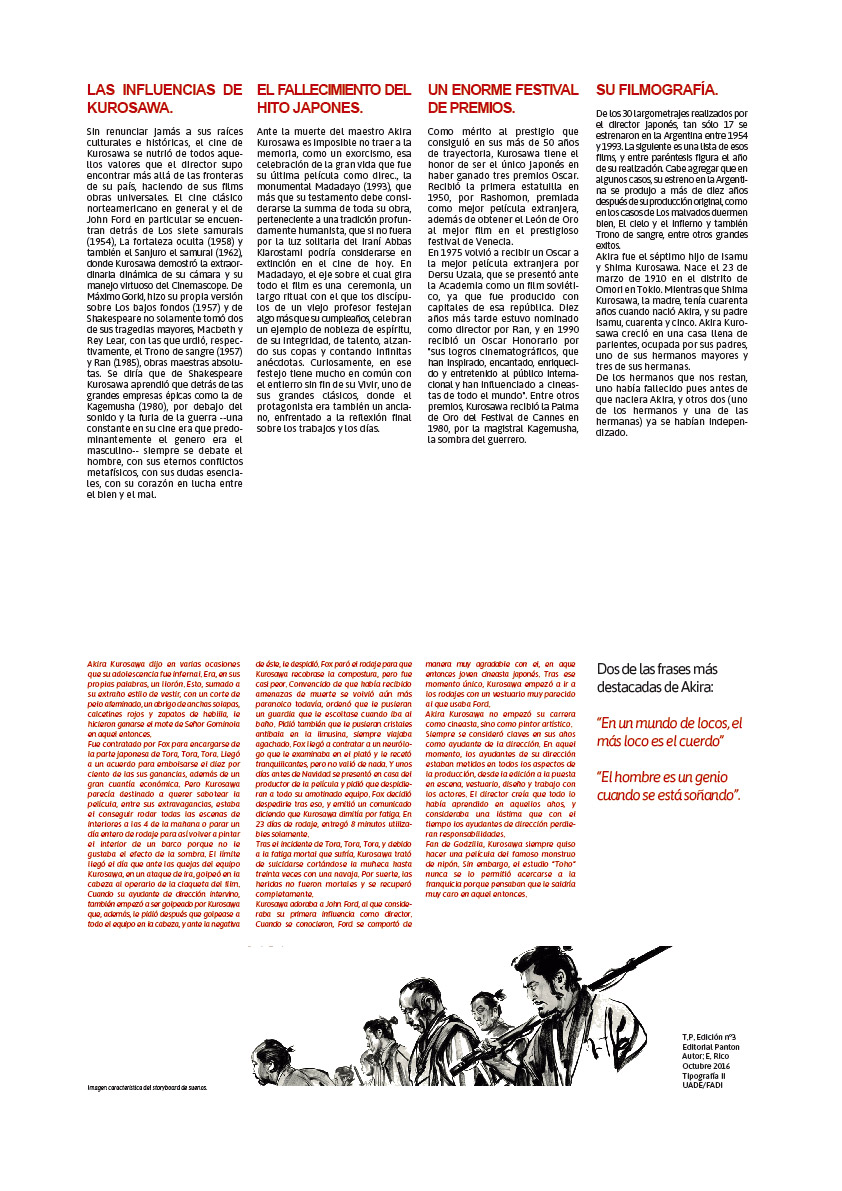 LAS INFLUENCIAS DE
KUROSAWA.
Sin renunciar jamás a sus raíces
culturales e históricas, el cine de
Kurosawa se nutrió de todos aque-
llos valores que el director supo
encontrar más allá de las fronteras
de su país, haciendo de sus films
obras universales. El cine clásico
norteamericano en general y el de
John Ford en particular se encuen-
tran detrás de Los siete samurais
(1954), La fortaleza oculta (1958) y
también el Sanjuro el samurai (1962),
donde Kurosawa demostró la extraor-
dinaria dinámica de su cámara y su
manejo virtuoso del Cinemascope. De
Máximo Gorki, hizo su propia versión
sobre Los bajos fondos (1957) y de
Shakespeare no solamente tomó dos
de sus tragedias mayores, Macbeth y
Rey Lear, con las que urdió, respec-
tivamente, el Trono de sangre (1957)
y Ran (1985), obras maestras absolu-
tas. Se diría que de Shakespeare
Kurosawa aprendió que detrás de las
grandes empresas épicas como la de
Kagemusha (1980), por debajo del
sonido y la furia de la guerra --una
constante en su cine era que predo-
minantemente el genero era el
masculino-- siempre se debate el
hombre, con sus eternos conflictos
metafísicos, con sus dudas esencia-
les, con su corazón en lucha entre
el bien y el mal.
EL FALLECIMIENTO DEL
HITO JAPONES.
Ante la muerte del maestro Akira
Kurosawa es imposible no traer a la
memoria, como un exorcismo, esa
celebración de la gran vida que fue
su última película como direc., la
monumental Madadayo (1993), que
más que su testamento debe consi-
derarse la summa de toda su obra,
perteneciente a una tradición profun-
damente humanista, que si no fuera
por la luz solitaria del iraní Abbas
Kiarostami podría considerarse en
extinción en el cine de hoy. En
Madadayo, el eje sobre el cual gira
todo el film es una ceremonia, un
largo ritual con el que los discípu-
los de un viejo profesor festejan
algo más que su cumpleaños, celebran
un ejemplo de nobleza de espíritu,
de su integridad, de talento, alzan-
do sus copas y contando infinitas
anécdotas. Curiosamente, en ese
festejo tiene mucho en común con
el entierro sin fin de su Vivir, uno de
sus grandes clásicos, donde el
protagonista era también un ancia-
no, enfrentado a la reflexión final
sobre los trabajos y los días.
UN ENORME FESTIVAL
DE PREMIOS.
Como mérito al prestigio que
consiguió en sus más de 50 años
de trayectoria, Kurosawa tiene el
honor de ser el único japonés en
haber ganado tres premios Oscar.
Recibió la primera estatuilla en
1950, por Rashomon, premiada
como mejor película extranjera,
además de obtener el León de Oro
al mejor film en el prestigioso
festival de Venecia.
En 1975 volvió a recibir un Oscar a
la mejor película extranjera por
Dersu Uzala, que se presentó ante
la Academia como un film soviéti-
co, ya que fue producido con
capitales de esa república. Diez
años más tarde estuvo nominado
como director por Ran, y en 1990
recibió un Oscar Honorario por
"sus logros cinematográficos, que
han inspirado, encantado, enriqueci-
do y entretenido al público interna-
cional y han influenciado a cineas-
tas de todo el mundo". Entre otros
premios, Kurosawa recibió la Palma
de Oro del Festival de Cannes en
1980, por la magistral Kagemusha,
la sombra del guerrero.
SU FILMOGRAFÍA.
De los 30 largometrajes realizados por
el director japonés, tan sólo 17 se
estrenaron en la Argentina entre 1954
y 1993. La siguiente es una lista de esos
films, y entre paréntesis figura el año
de su realización. Cabe agregar que en
algunos casos, su estreno en la Argenti-
na se produjo a más de diez años
después de su producción original, como
en los casos de Los malvados duermen
bien, El cielo y el infierno y también
Trono de sangre, entre otros grandes
exitos.
Akira fue el séptimo hijo de Isamu
y Shima Kurosawa. Nace el 23 de
marzo de 1910 en el distrito de
Omori en Tokio. Mientras que Shima
Kurosawa, la madre, tenía cuarenta
años cuando nació Akira, y su padre
Isamu, cuarenta y cinco. Akira Kuro-
sawa creció en una casa llena de
parientes, ocupada por sus padres,
uno de sus hermanos mayores y
tres de sus hermanas.
De los hermanos que nos restan,
uno había fallecido pues antes de
que naciera Akira, y otros dos (uno
de los hermanos y una de las
hermanas) ya se habían indepen-
dizado.
Akira Kurosawa dijo en varias ocasiones
que su adolescencia fue infernal. Era, en sus
propias palabras, un llorón. Esto, sumado a
su extraño estilo de vestir, con un corte de
pelo afeminado, un abrigo de anchas solapas,
calcetines rojos y zapatos de hebilla, le
hicieron ganarse el mote de Señor Gominola
en aquel entonces.
Fue contratado por Fox para encargarse de
la parte japonesa de Tora, Tora, Tora. Llegó
a un acuerdo para embolsarse el diez por
ciento de las sus ganancias, además de un
gran cuantía económica. Pero Kurosawa
parecía destinado a querer sabotear la
película, entre sus extravagancias, estaba
el conseguir rodar todas las escenas de
interiores a las 4 de la mañana o parar un
día entero de rodaje para así volver a pintar
el interior de un barco porque no le
gustaba el efecto de la sombra. El límite
llegó el día que ante las quejas del equipo
Kurosawa, en un ataque de ira, golpeó en la
cabeza al operario de la claqueta del film.
Cuando su ayudante de dirección intervino,
también empezó a ser golpeado por Kurosawa
que, además, le pidió después que golpease a
todo el equipo en la cabeza, y ante la negativa
de éste, le despidió. Fox paró el rodaje para que
Kurosawa recobrase la compostura, pero fue
casi peor. Convencido de que había recibido
amenazas de muerte se volvió aún más
paranoico todavía, ordenó que le pusieran
un guardia que le escoltase cuando iba al
baño. Pidió también que le pusieran cristales
antibala en la limusina, siempre viajaba
agachado. Fox llegó a contratar a un neurólo-
go que le examinaba en el plató y le recetó
tranquilicantes, pero no valió de nada. Y unos
días antes de Navidad se presentó en casa del
productor de la película y pidió que despidie-
ran a todo su amotinado equipo. Fox decidió
despedirle tras eso, y emitió un comunicado
diciendo que Kurosawa dimitía por fatiga. En
23 días de rodaje, entregó 8 minutos utiliza-
bles solamente.
Tras el incidente de Tora, Tora, Tora, y debido
a la fatiga mortal que sufría, Kurosawa trató
de suicidarse cortándose la muñeca hasta
treinta veces con una navaja. Por suerte, las
heridas no fueron mortales y se recuperó
completamente.
Kurosawa adoraba a John Ford, al que conside-
raba su primera influencia como director.
Cuando se conocieron, Ford se comportó de
manera muy agradable con el, en aque
entonces joven cineasta japonés. Tras ese
momento único, Kurosawa empezó a ir a
los rodajes con un vestuario muy parecido
al que usaba Ford.
Akira Kurosawa no empezó su carrera
como cineasta, sino como pintor artístico.
Siempre se consideró claves en sus años
como ayudante de la dirección. En aquel
momento, los ayudantes de su dirección
estaban metidos en todos los aspectos de
la producción, desde la edición a la puesta
en escena, vestuario, diseño y trabajo con
los actores. El director creía que todo lo
había aprendido en aquellos años, y
consideraba una lástima que con el
tiempo los ayudantes de dirección perdie-
ran responsabilidades.
Fan de Godzilla, Kurosawa siempre quiso
hacer una película del famoso monstruo
de nipón. Sin embargo, el estudio "Toho"
nunca se lo permitió acercarse a la
franquicia porque pensaban que le saldría
muy caro en aquel entonces.
Dos de las frases más
destacadas de Akira:
"En un mundo de locos, el
más loco es el cuerdo"
"El hombre es un genio
cuando se está soñando".
T,P, Edición nº3
Editorial Panton
Autor; E, Rico
Octubre 2016
Tipografía II
UADE/FADI
Imagen característica del storyboard de suenos.